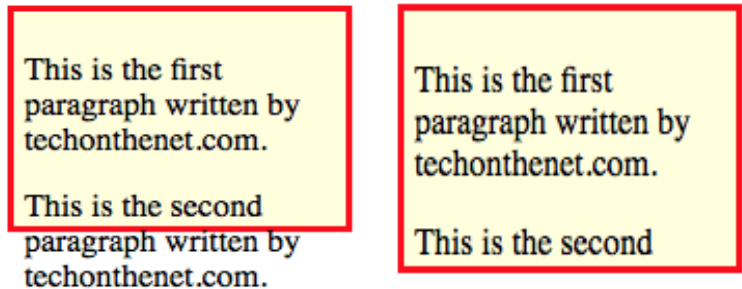 This is the first
paragraph written by
techonthenet.com.
This is the second
paragraph written by
techonthenet.com.
This is the first
paragraph written by
techonthenet.com.
This is the second